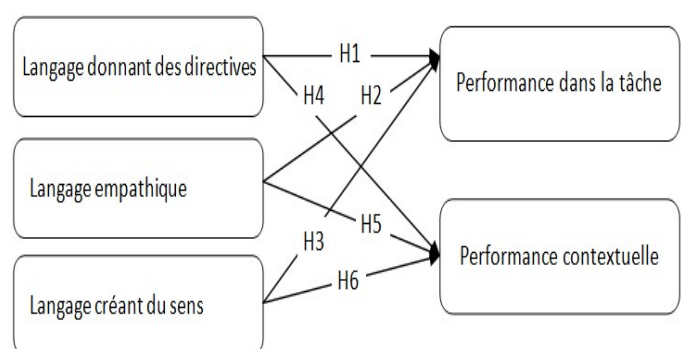 Langage donnant des directives
H1
H4
H2
Performance dans la tâche
Langage empathique
H5
H3
Performance contextuelle
H6
Langage créant du sens